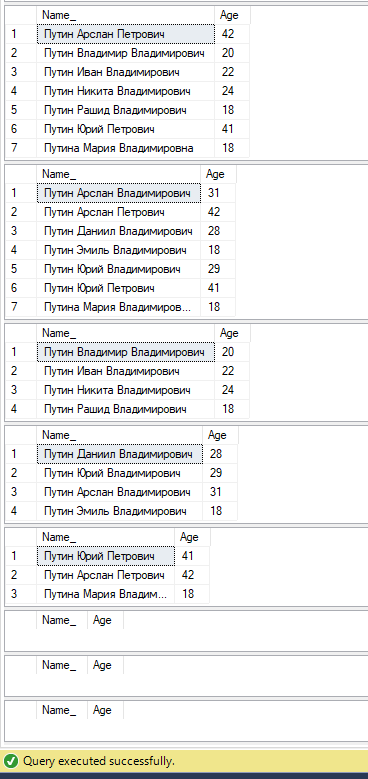 Name_ Age
1 Путин Арслан Петрович 42
2 Путин Владимир Владимирович 20
3 Путин Иван Владимирович 22
4 Путин Никита Владимирович 24
5 Путин Рашид Владимирович 18
6 Путин Юрий Петрович 41
7 Путина Мария Владимировна 18
Name_ Age
1 Путин Арслан Владимирович 31
2 Путин Арслан Петрович 42
3 Путин Даниил Владимирович 28
4 Путин Эмиль Владимирович 18
5 Путин Юрий Владимирович 29
6 Путин Юрий Петрович 41
7 Путина Мария Владимиров... 18
Name_ Age
1 Путин Владимир Владимирович 20
2 Путин Иван Владимирович 22
3 Путин Никита Владимирович 24
4 Путин Рашид Владимирович 18
Name_ Age
1 Путин Даниил Владимирович 28
2 Путин Юрий Владимирович 29
3 Путин Арслан Владимирович 31
4 Путин Эмиль Владимирович 18
Name_ Age
1 Путин Юрий Петрович 41
2 Путин Арслан Петрович 42
3 Путина Мария Владим... 18
Name_ Age
Name_ Age
Name_ Age
Query executed successfully.